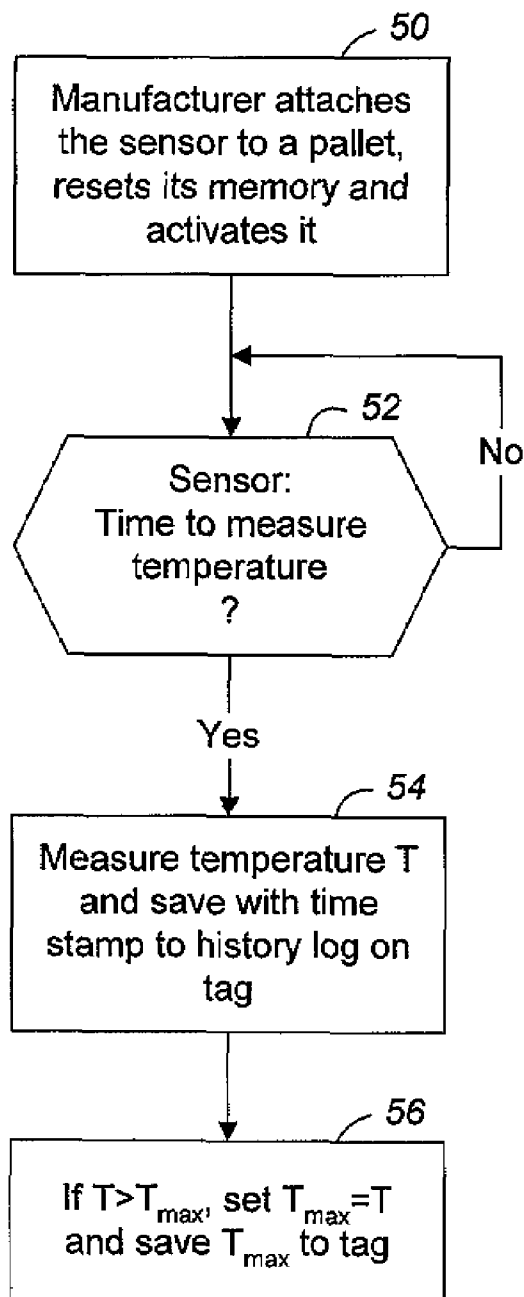 50
Manufacturer attaches
the sensor to a pallet,
resets its memory and
activates it
52
No
Sensor:
Time to measure
temperature
?
Yes
54
Measure temperature T
and save with time
stamp to history log on
tag
56
If T>Tmax, set Tmax=T
and save Tmax to tag